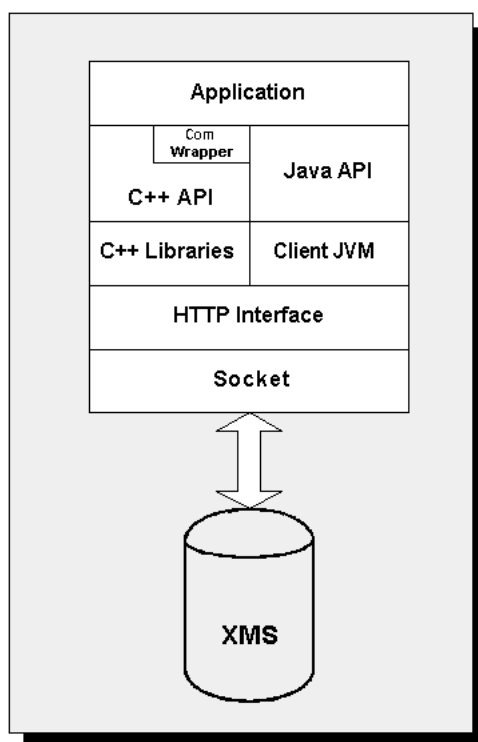 Application
Com
Wrapper
C++ API
Java API
C++ Libraries
Client JVM
HTTP Interface
Socket
XMS